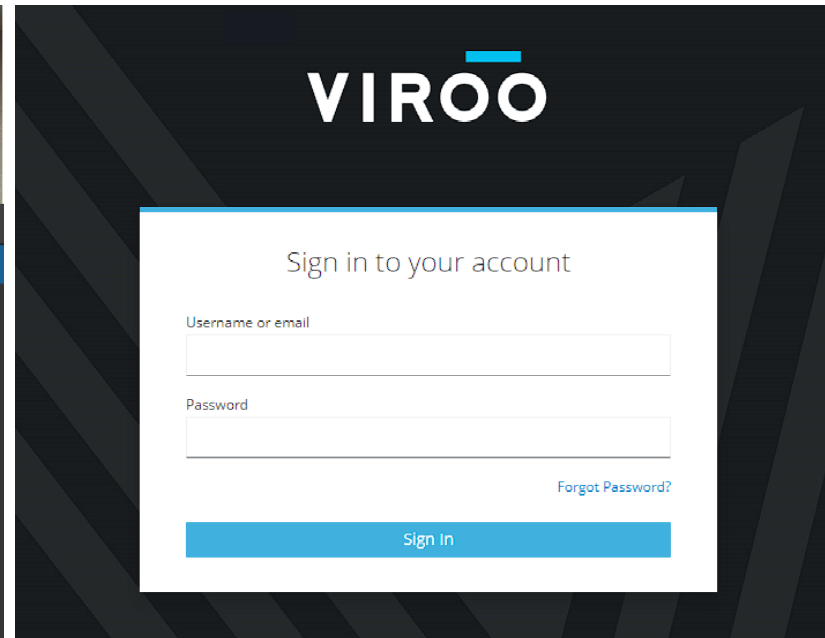 VIROO
Sign in to your account
Username or email
Password
Forgot Password?
Sign In